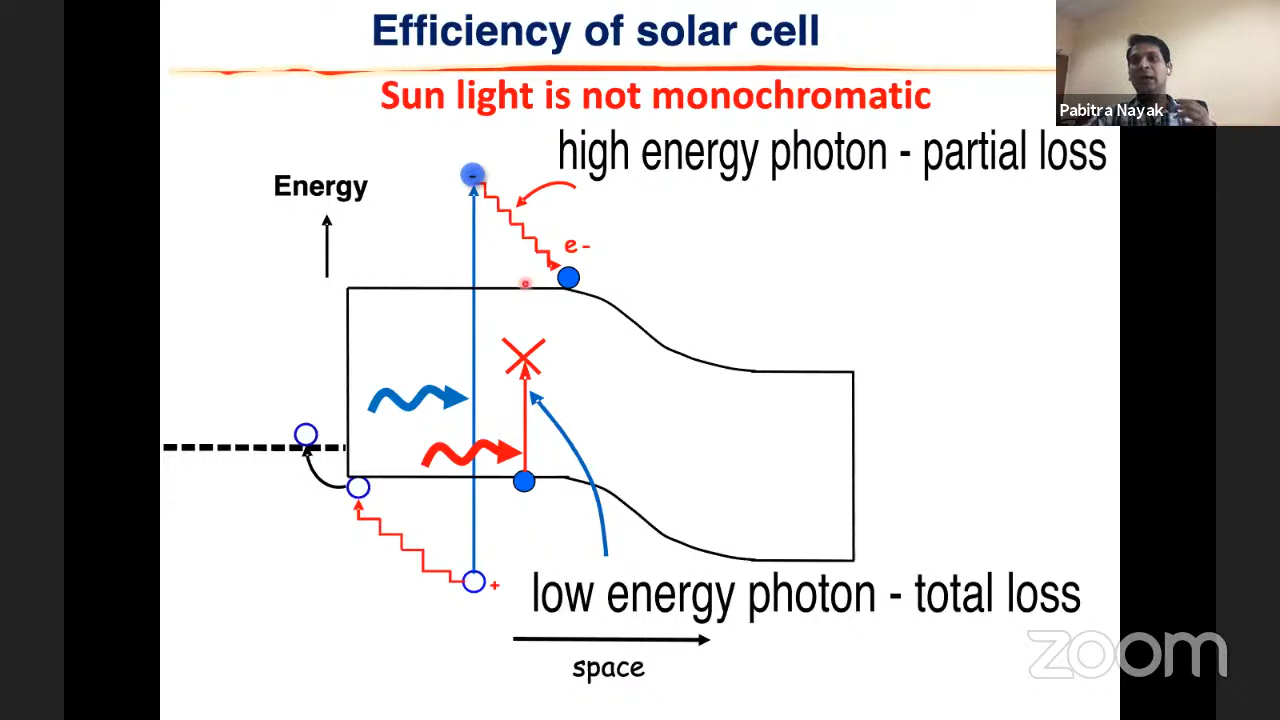 Efficiency of solar cell
Sun light is not monochromatic
Pabitra Nayak
high energy photon - partial loss
Energy
-
e -
+
low energy photon - total loss
space
zoom